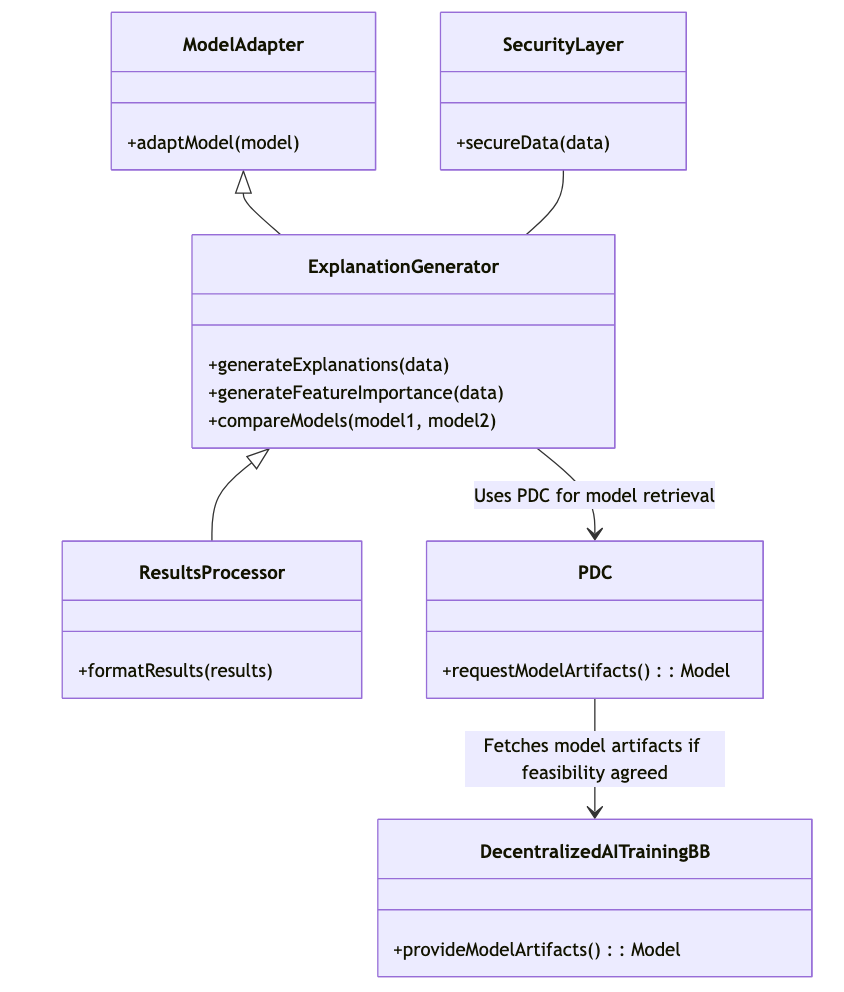 ModelAdapter
+adaptModel(model)
SecurityLayer
+secureData(data)
ExplanationGenerator
+generateExplanations(data)
+generateFeatureImportance(data)
+compareModels(model1, model2)
Uses PDC for model retrieval
ResultsProcessor
+formatResults(results)
PDC
+requestModelArtifacts() : : Model
Fetches model artifacts if
feasibility agreed
DecentralizedAITrainingBB
+provideModelArtifacts() : : Model